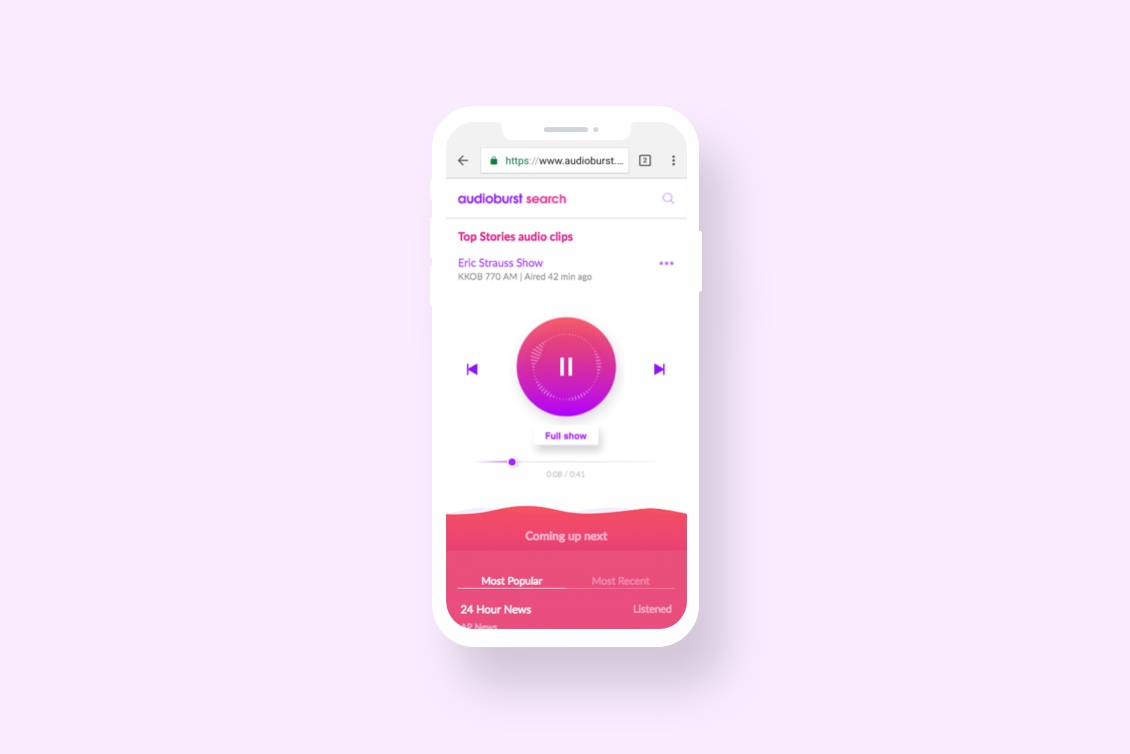 https://www.audioburst.... 2
audioburst search
Top Stories audio clips
Eric Strauss Show
KKOB 770 AM | Aired 42 min ago
Full show
0:08 / 0:41
Coming up next
Most Popular Most Recent
24 Hour News Listened
AP News